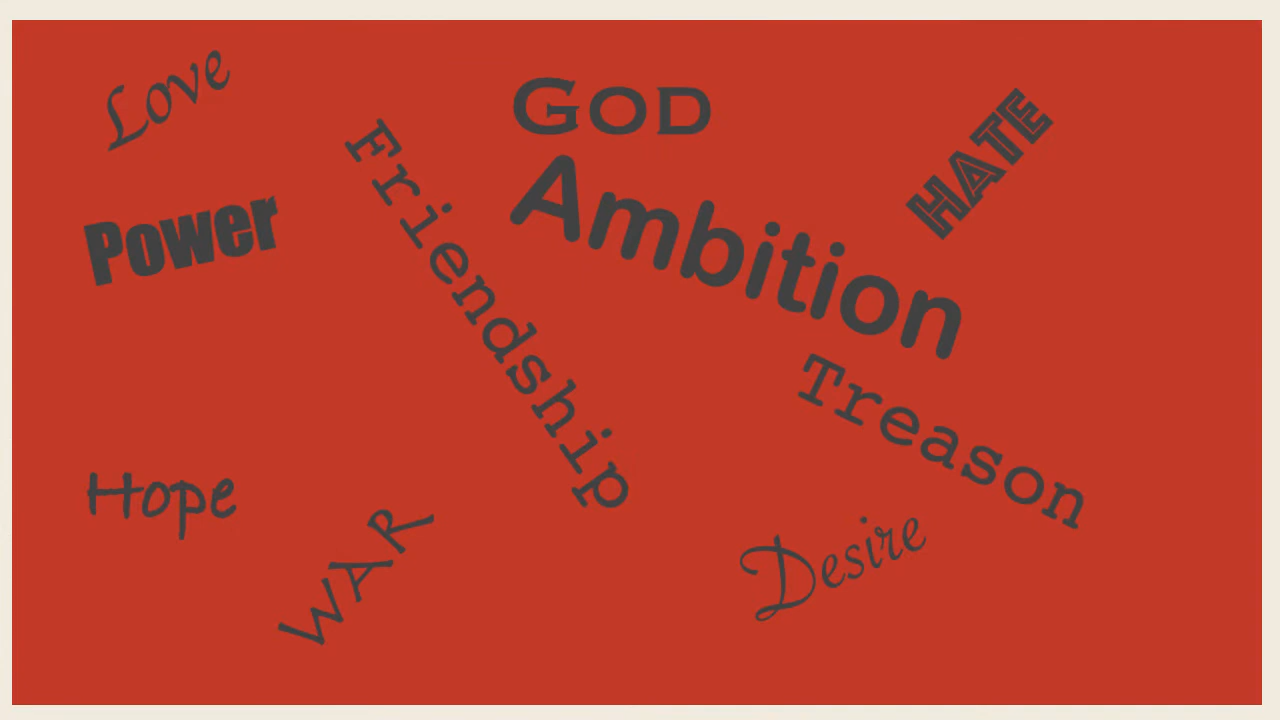 Love
GOD
HATE
Friendship
Ambition
Power
Treason
Hope
WAR
Desire